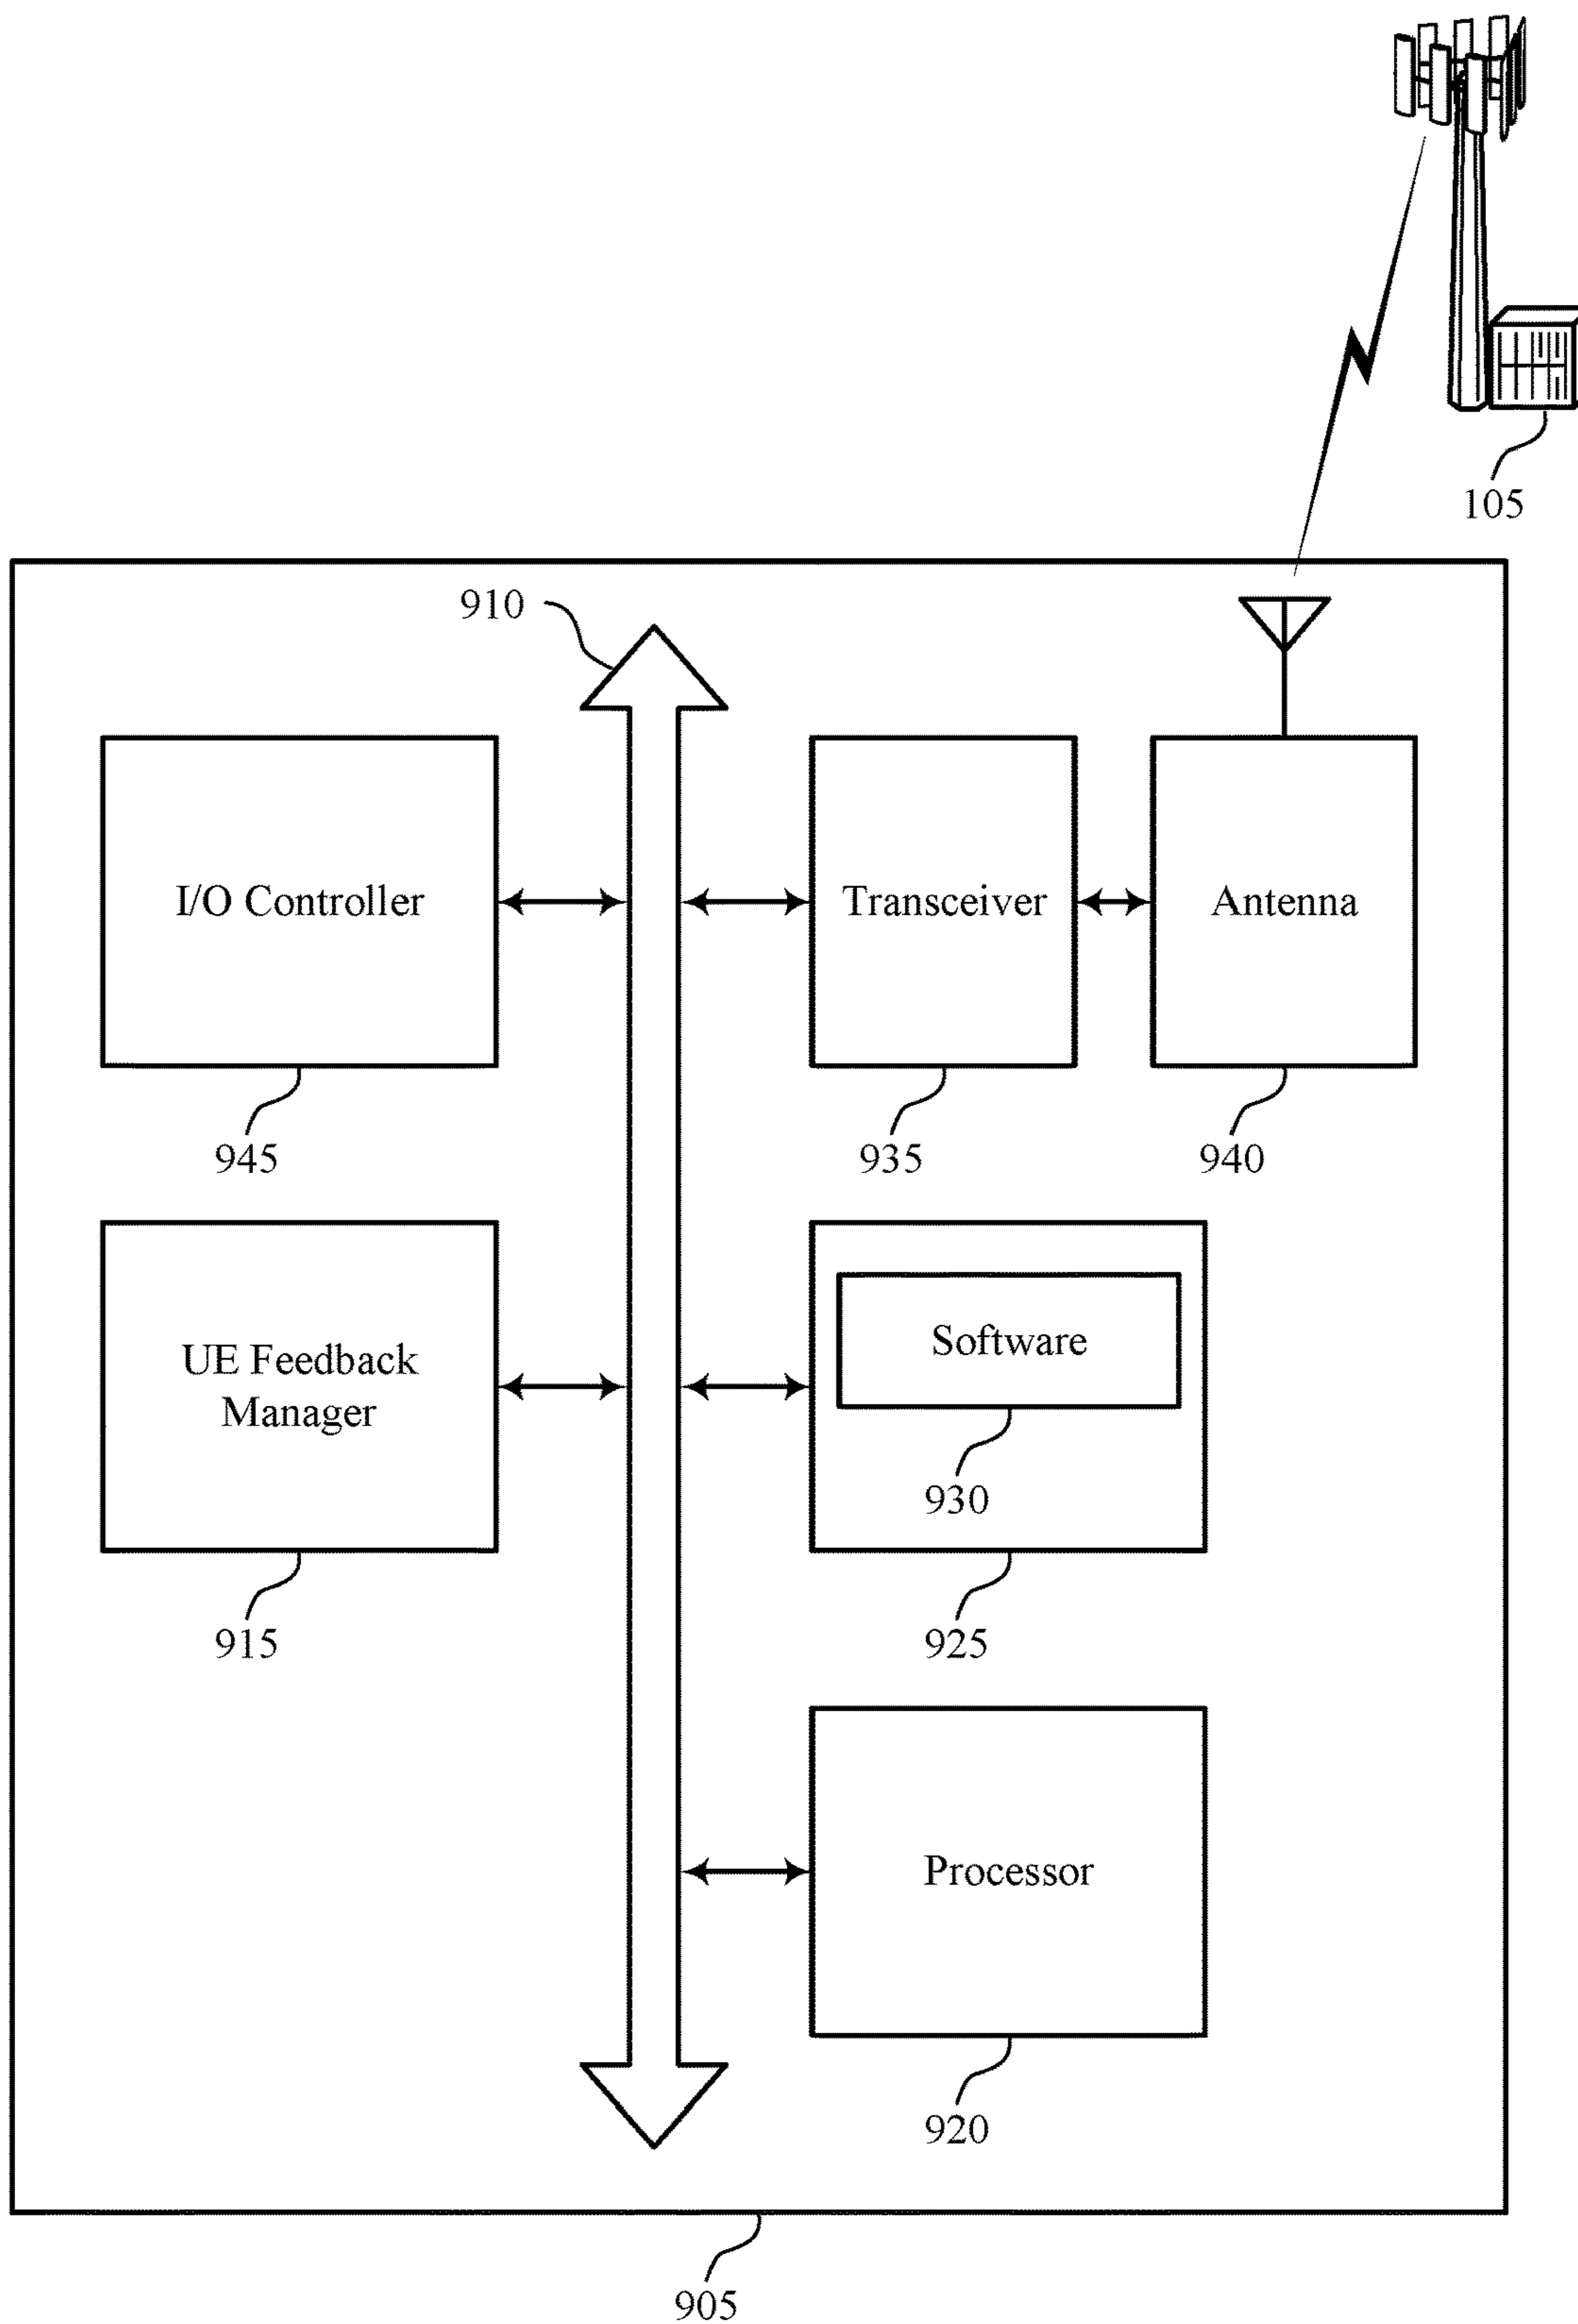 105
910
I/O Controller
Transceiver
Antenna
945
935
940
UE Feedback
Manager
Software
930
915
925
Processor
920
905